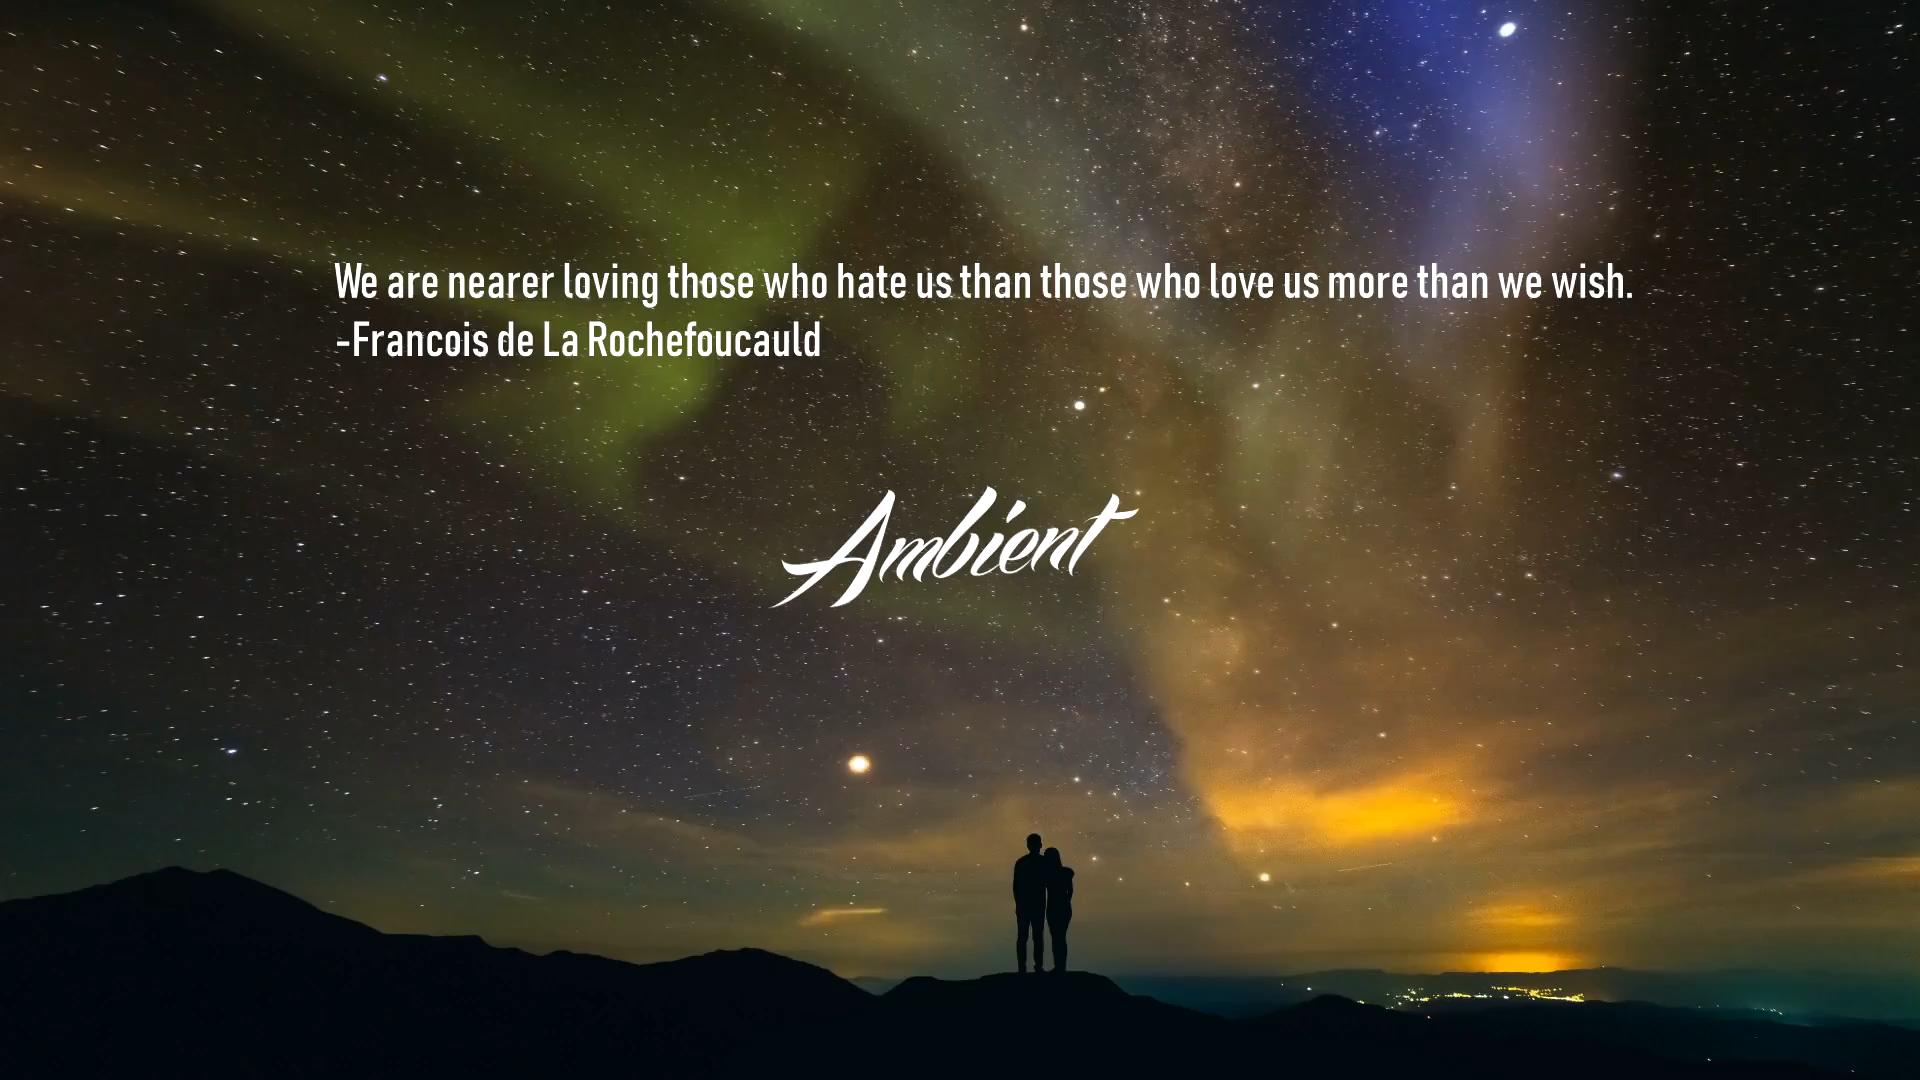 We are nearer loving those who hate us than those who love us more than we wish.
-Francois de La Rochefoucauld
Ambient